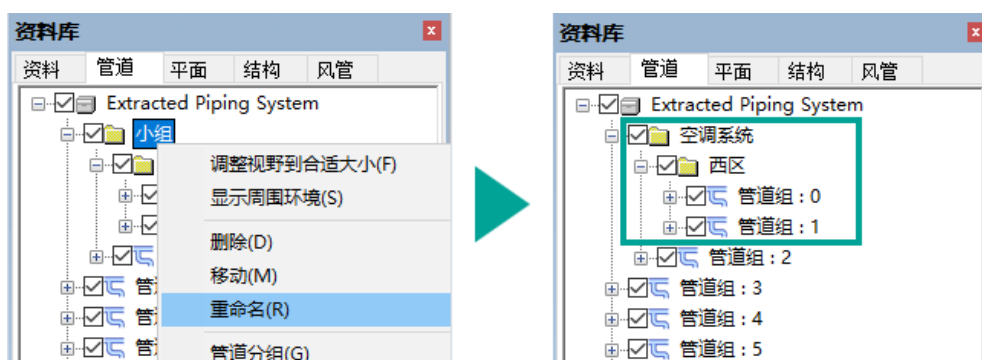 资料库
资料 管道 平面 结构 风管
Extracted Piping System
小组
调整视野到合适大小(F)
显示周围环境(S)
删除(D)
移动(M)
重命名(R)
管道分组(G)
管
管
管
资料库
资料 管道 平面 结构 风管
Extracted Piping System
空调系统
西区
管道组:0
管道组:1
管道组:2
管道组:3
管道组:4
管道组:5